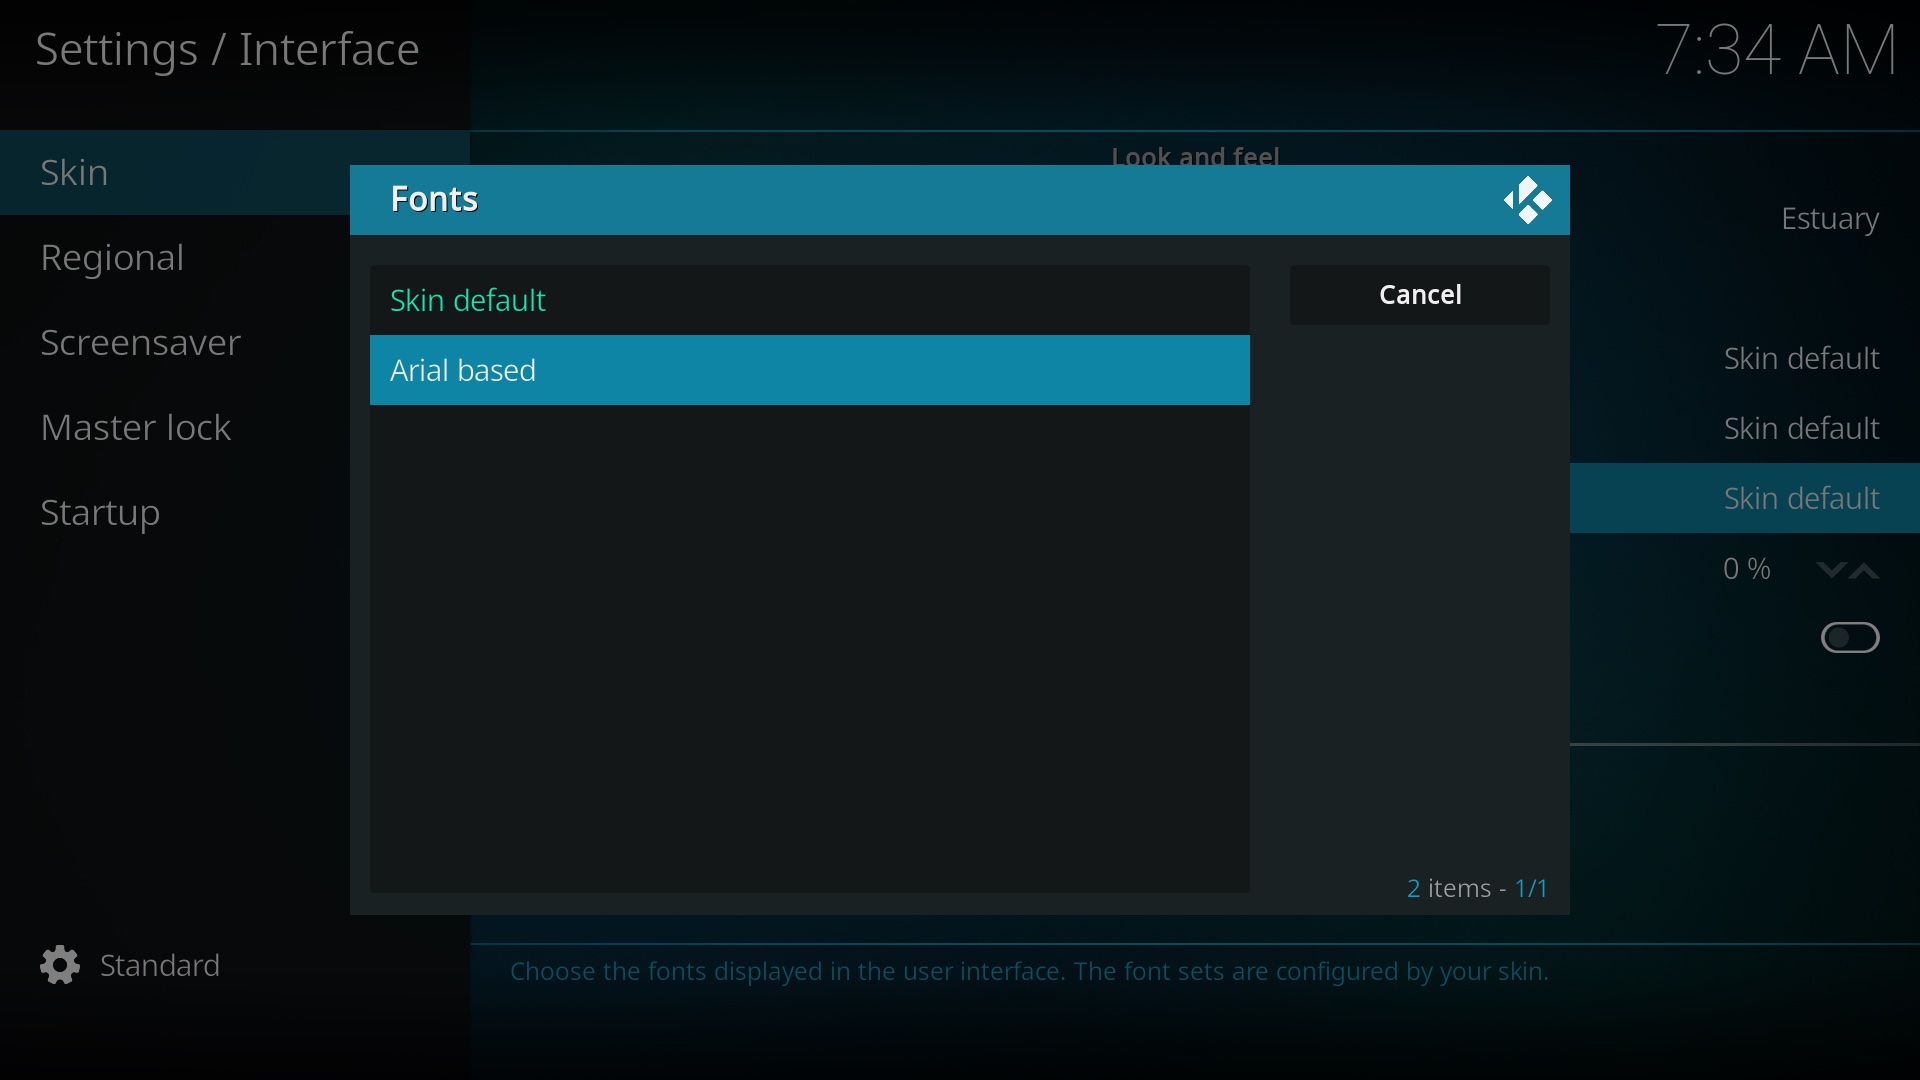 Settings / Interface
7:34 AM
Skin
Regional
Screensaver
Master lock
Startup
Standard
Look and feel
Estuary
Skin default
Skin default
Skin default
0 %
Fonts
Skin default
Arial based
Cancel
2 items - 1/1
Choose the fonts displayed in the user interface. The font sets are configured by your skin.